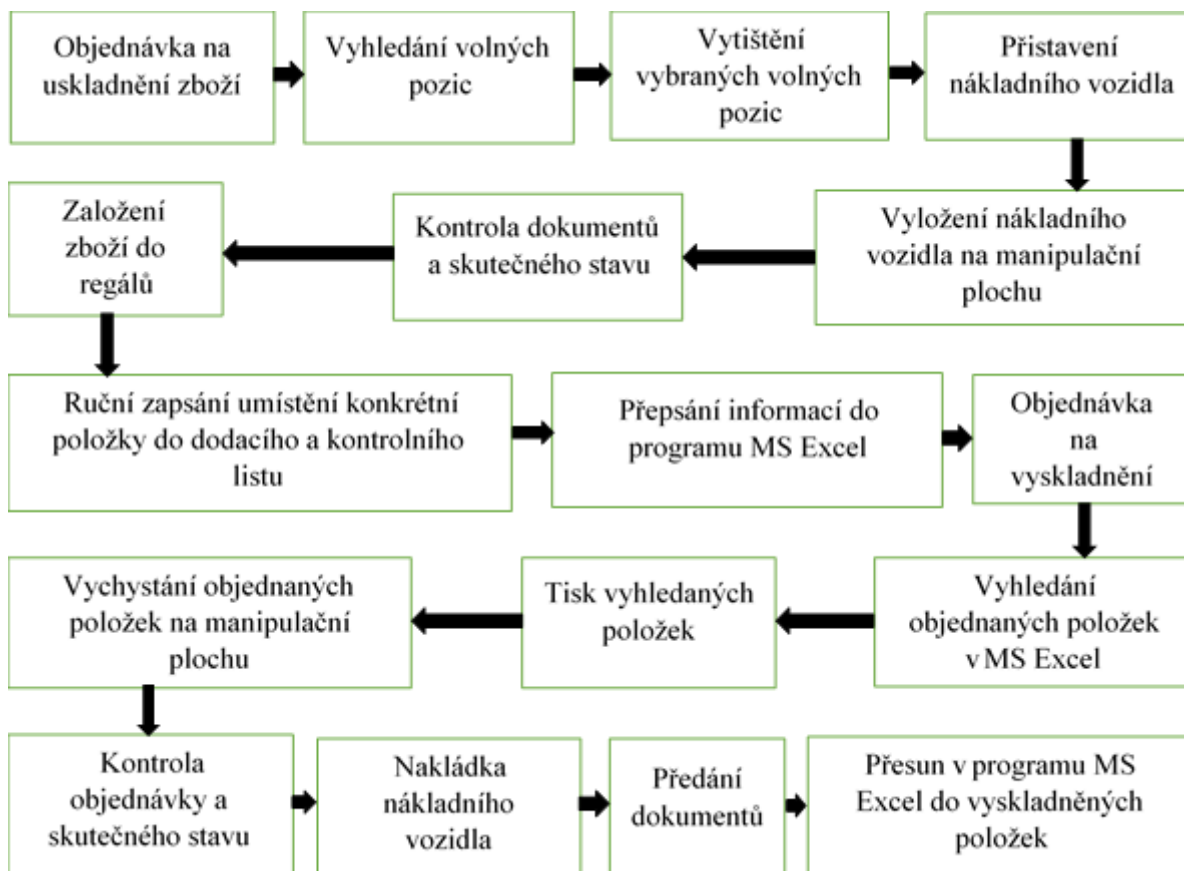 Objednávka na
uskladnění zboží
Vyhledání volných
pozic
Vytištění
vybraných volných
pozic
Přistavení
nákladního vozidla
Vyložení nákladního
vozidla na manipulační
plochu
Kontrola dokumentů
a skutečného stavu
Založení
zboží do
regálů
Ruční zapsání umístění konkrétní
položky do dodacího a kontrolního
listu
Přepsání informací do
programu MS Excel
Objednávka
na
vyskladnění
Vyhledání
objednaných položek
v MS Excel
Tisk vyhledaných
položek
Vychystání objednaných
položek na manipulační
plochu
Kontrola
objednávky a
skutečného stavu
Nakládka
nákladního
vozidla
Předání
dokumentů
Přesun v programu MS
Excel do vyskladněných
položek